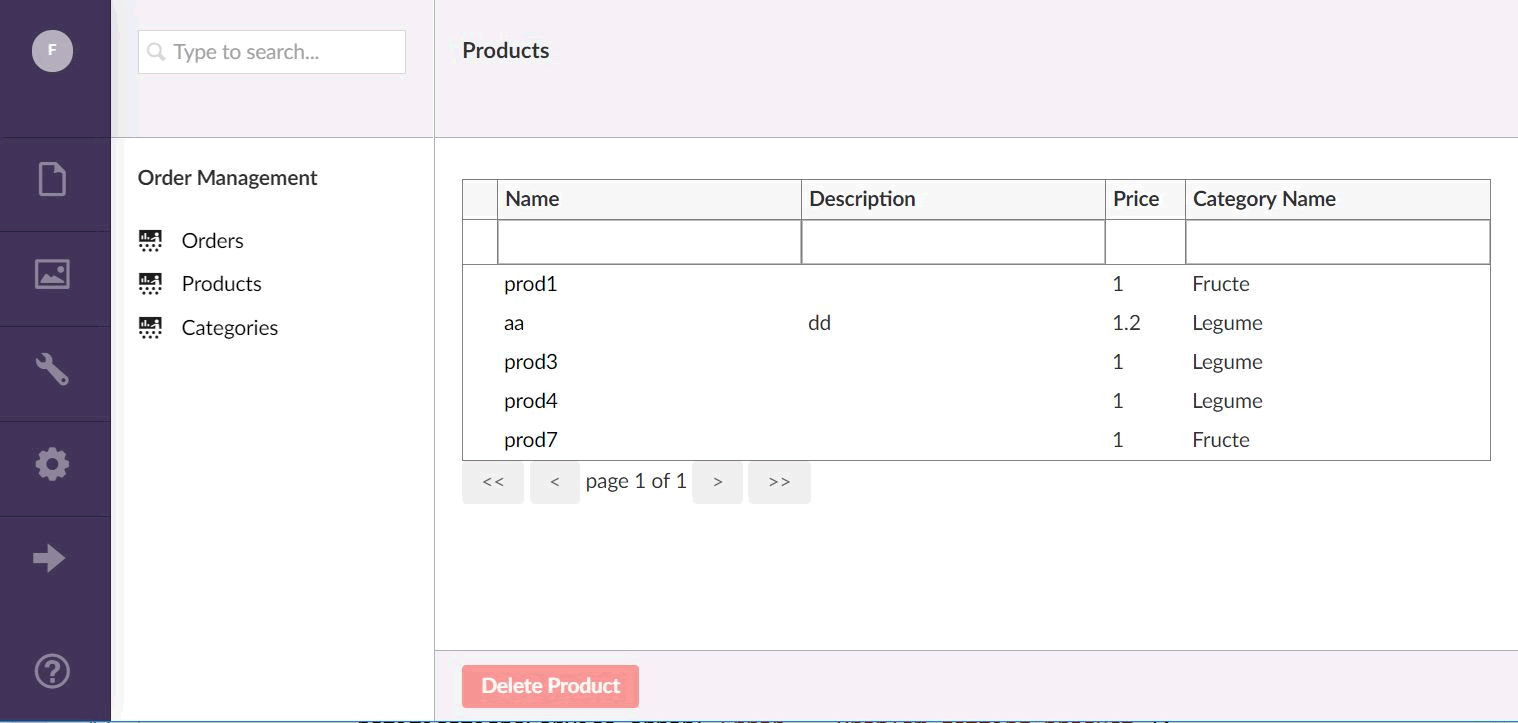 F
Type to search...
Products
Order Management
Orders
Products
Categories
Name Description Price Category Name
prod1 1 Fructe
aa dd 1.2 Legume
prod3 1 Legume
prod4 1 Legume
prod7 1 Fructe
<< < page 1 of 1 > >>
?
Delete Product